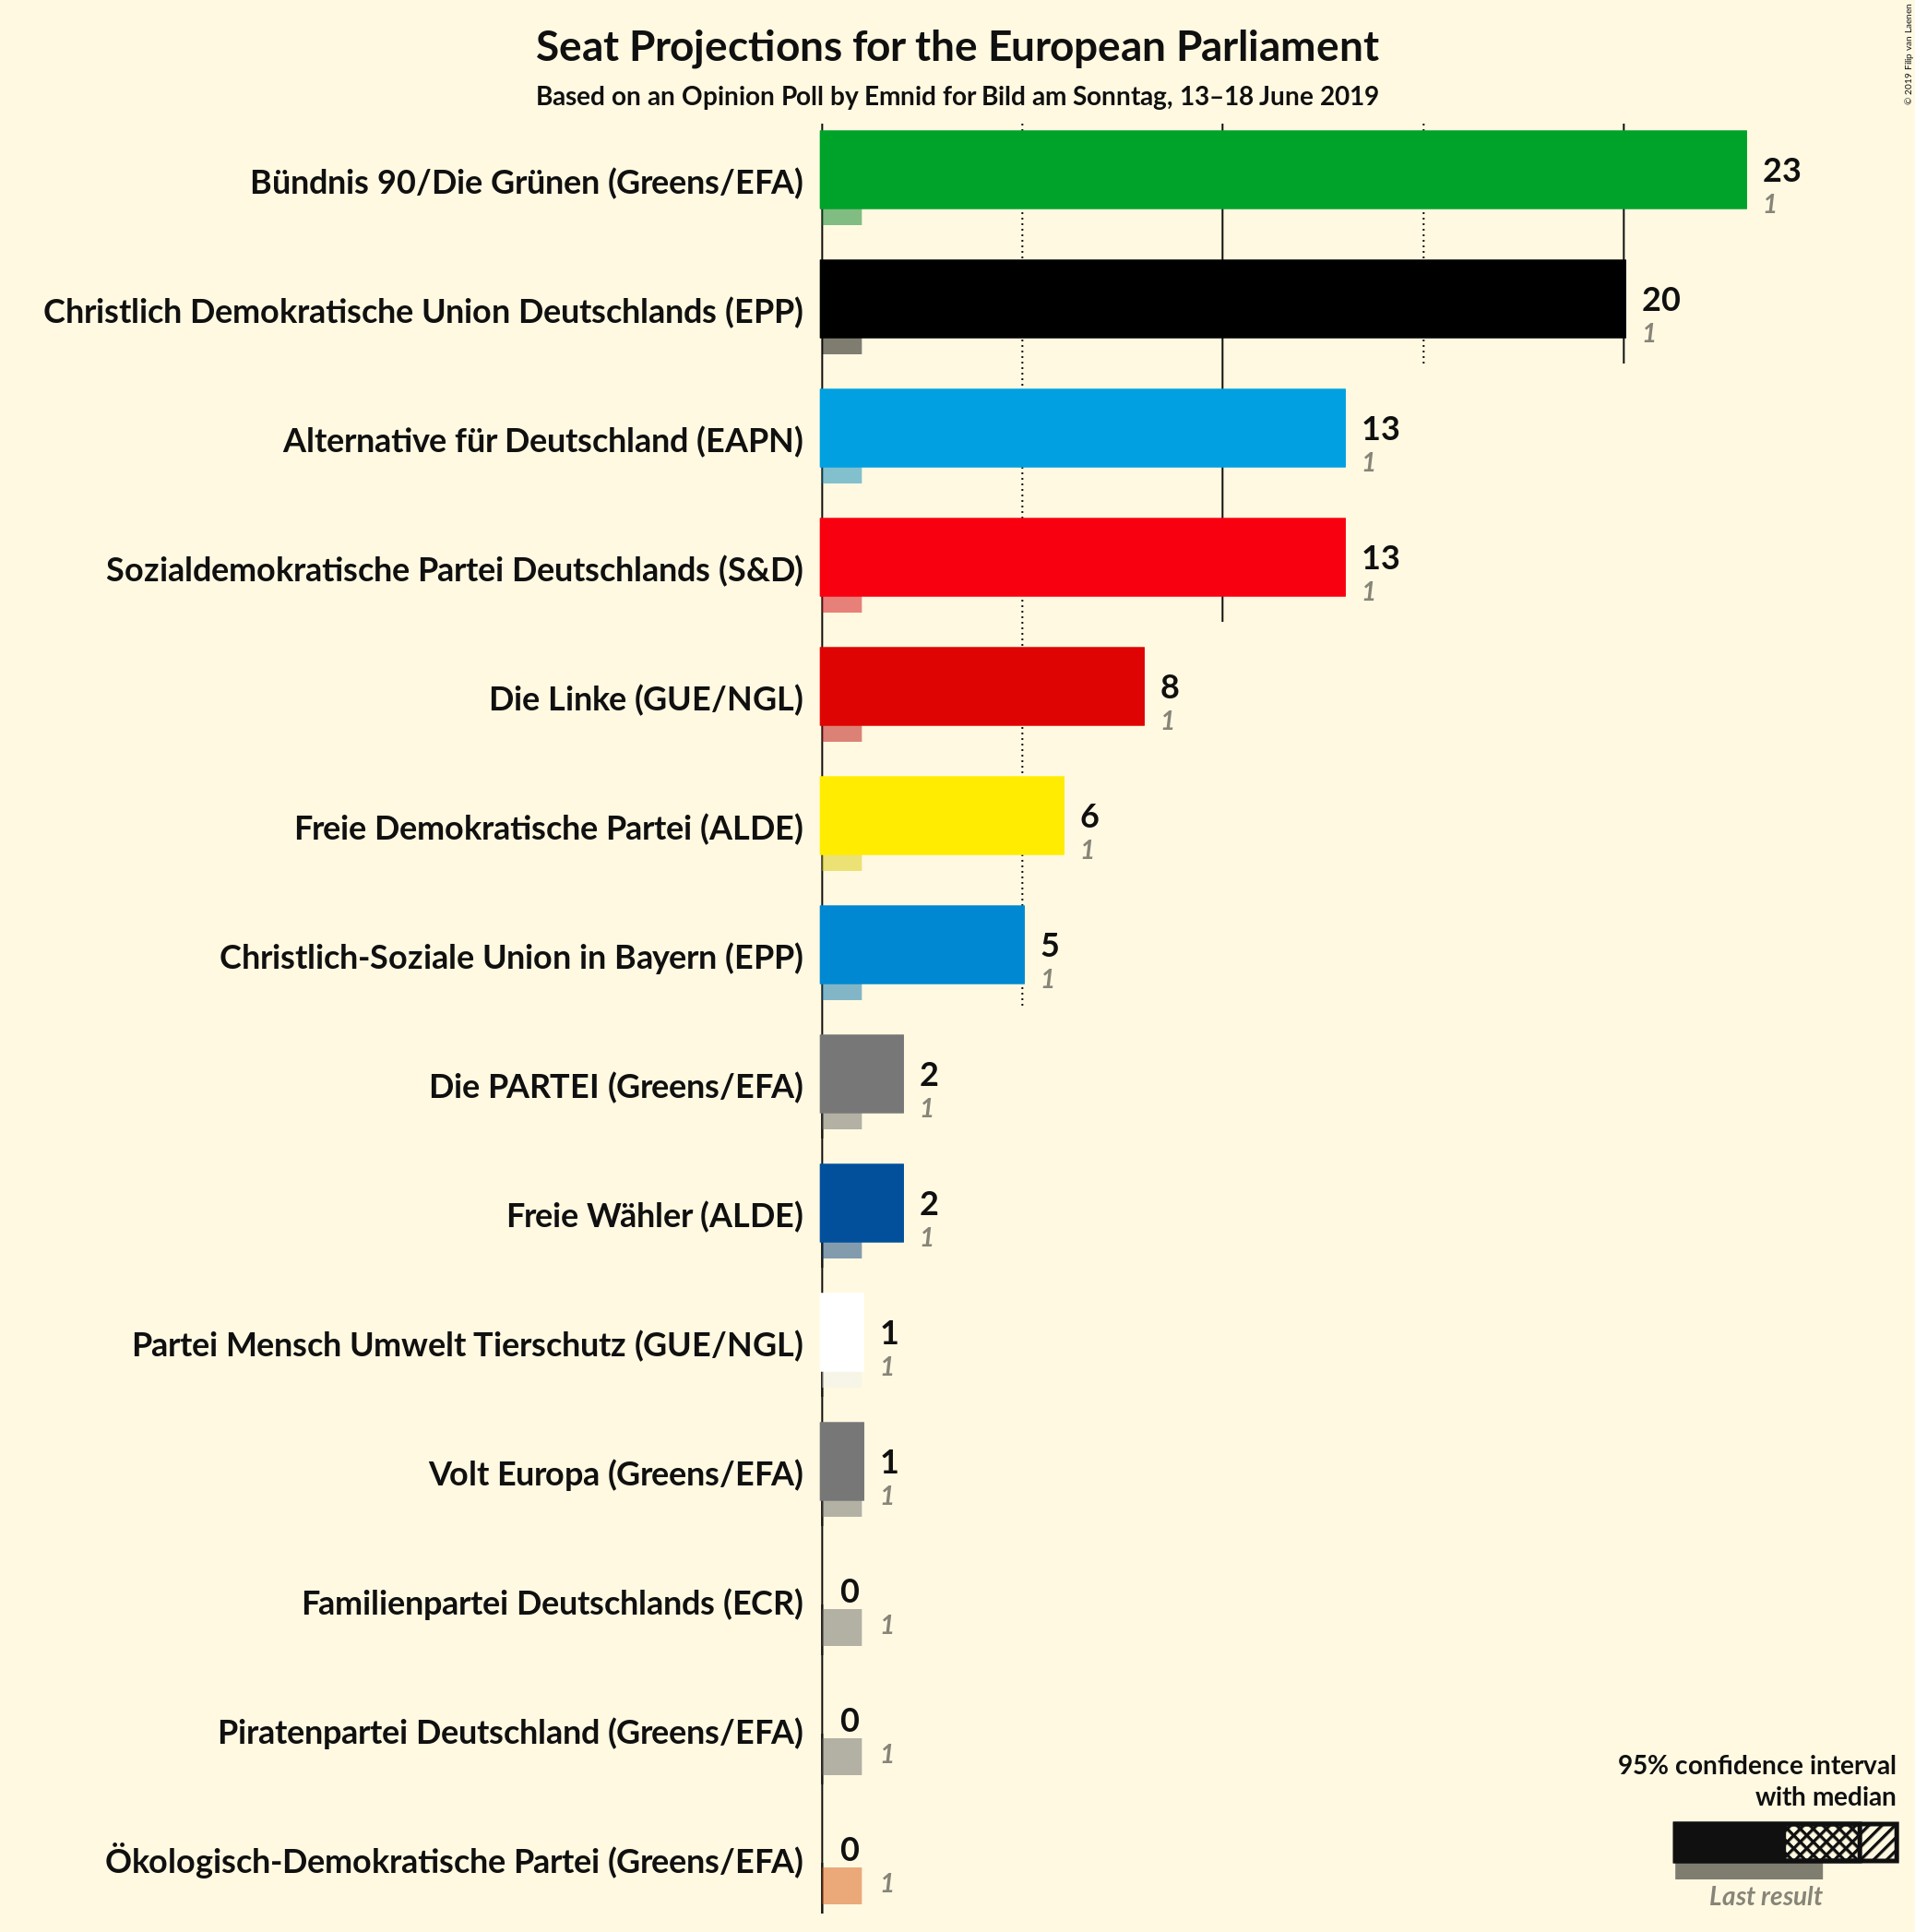 Seat Projections for the European Parliament
Based on an Opinion Poll by Emnid for Bild am Sonntag, 13–18 June 2019
© 2019 Filip van Laenen
Bündnis 90/Die Grünen (Greens/EFA)
23
1
Christlich Demokratische Union Deutschlands (EPP)
20
1
Alternative für Deutschland (EAPN)
13
1
Sozialdemokratische Partei Deutschlands (S&D)
13
1
Die Linke (GUE/NGL)
8
1
Freie Demokratische Partei (ALDE)
6
1
Christlich-Soziale Union in Bayern (EPP)
5
1
Die PARTEI (Greens/EFA)
2
1
Freie Wähler (ALDE)
2
1
Partei Mensch Umwelt Tierschutz (GUE/NGL)
1
1
Volt Europa (Greens/EFA)
1
1
Familienpartei Deutschlands (ECR)
0
1
Piratenpartei Deutschland (Greens/EFA)
0
1
Ökologisch-Demokratische Partei (Greens/EFA)
0
1
95% confidence interval
with median
Last result